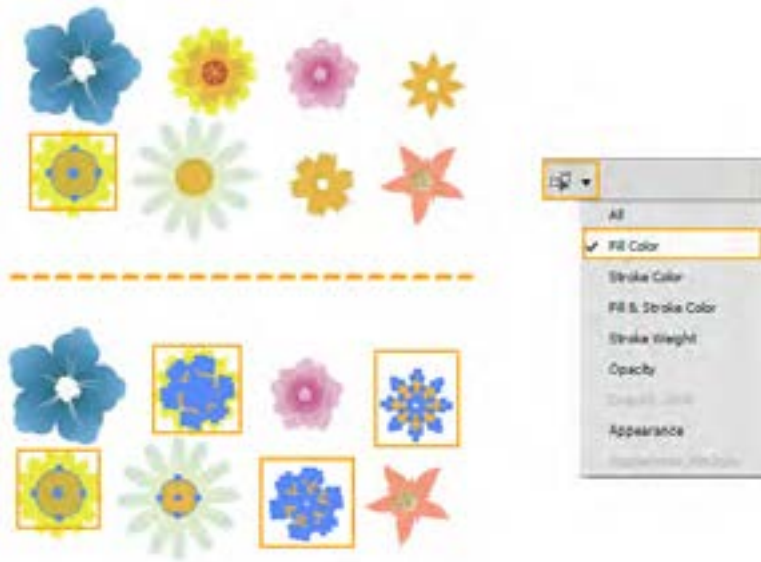 All
Fill Color
Stroke Color
Fill & Stroke Color
Stroke Weight
Opacity
Appearance